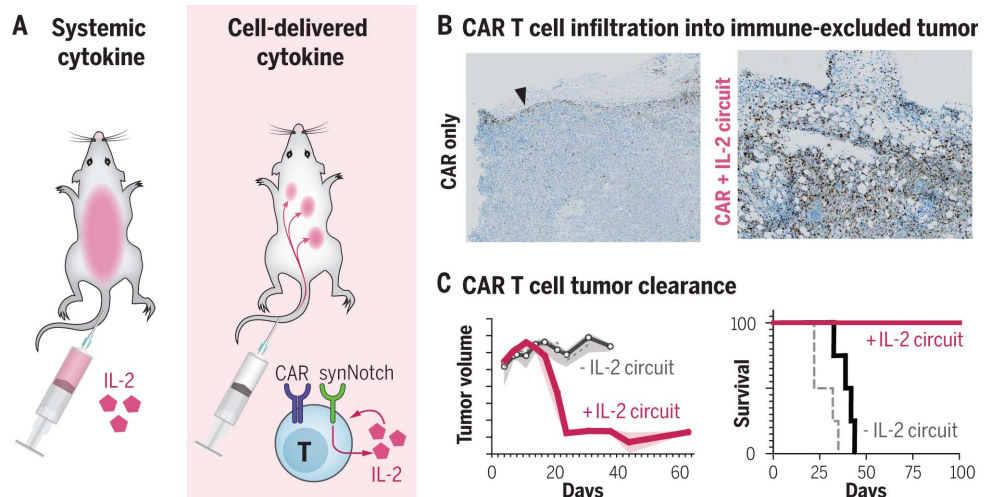 A
Systemic
cytokine
Cell-delivered
cytokine
IL-2
CAR synNotch
T
IL-2
B CAR T cell infiltration into immune-excluded tumor
CAR only
CAR + IL-2 circuit
C CAR T cell tumor clearance
Tumor volume
- IL-2 circuit
+ IL-2 circuit
0 20 40 60
Days
Survival
100
0
+ IL-2 circuit
- IL-2 circuit
0 25 50 75 100
Days